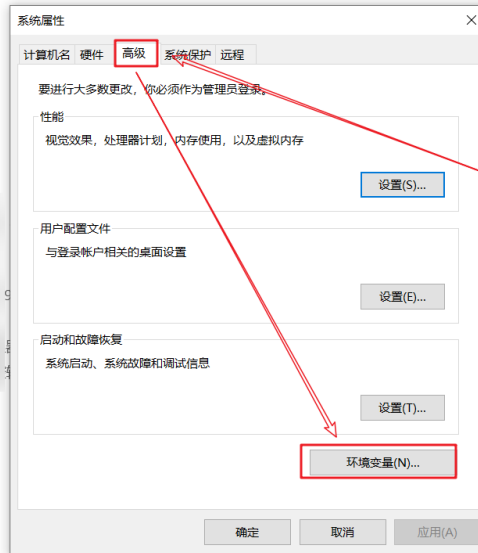 系统属性
计算机名 硬件 高级 系统保护 远程
要进行大多数更改，你必须作为管理员登录。
性能
视觉效果，处理器计划，内存使用，以及虚拟内存
设置(S)...
用户配置文件
与登录帐户相关的桌面设置
设置(E)...
启动和故障恢复
系统启动、系统故障和调试信息
设置(T)...
环境变量(N)...
确定 取消 应用(A)